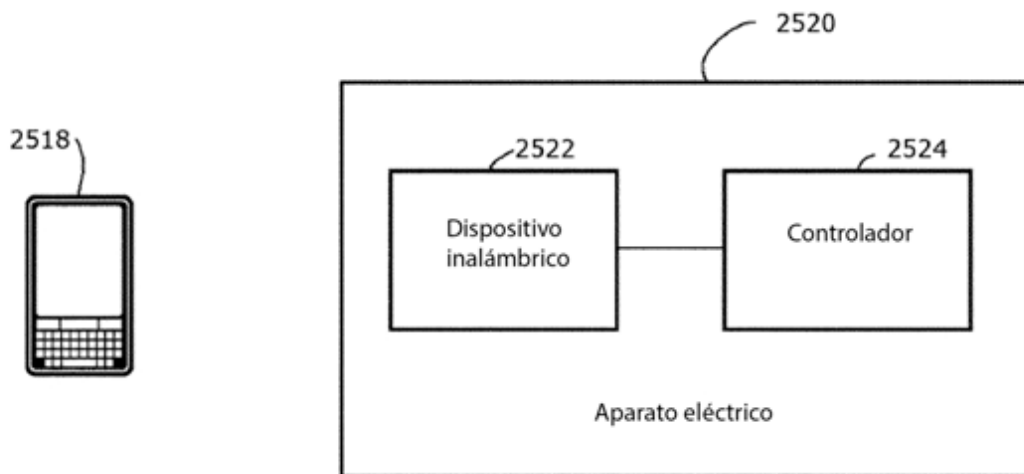 2520
2518
2522
2524
Dispositivo
inalámbrico
Controlador
Aparato eléctrico